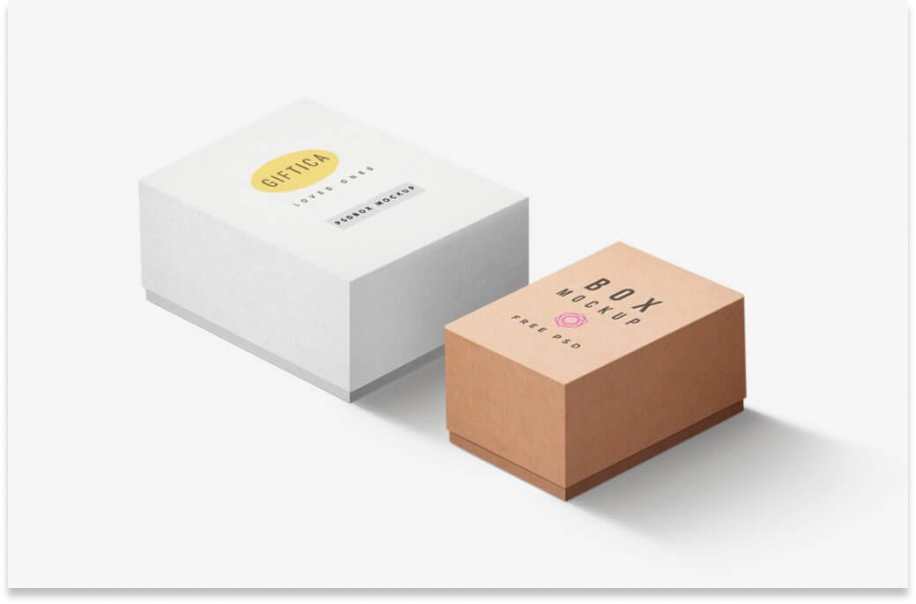 GIFTICA
LOVED ONES
PSDBOX MOCKUP
BOX
MOCKUP
FREE PSD